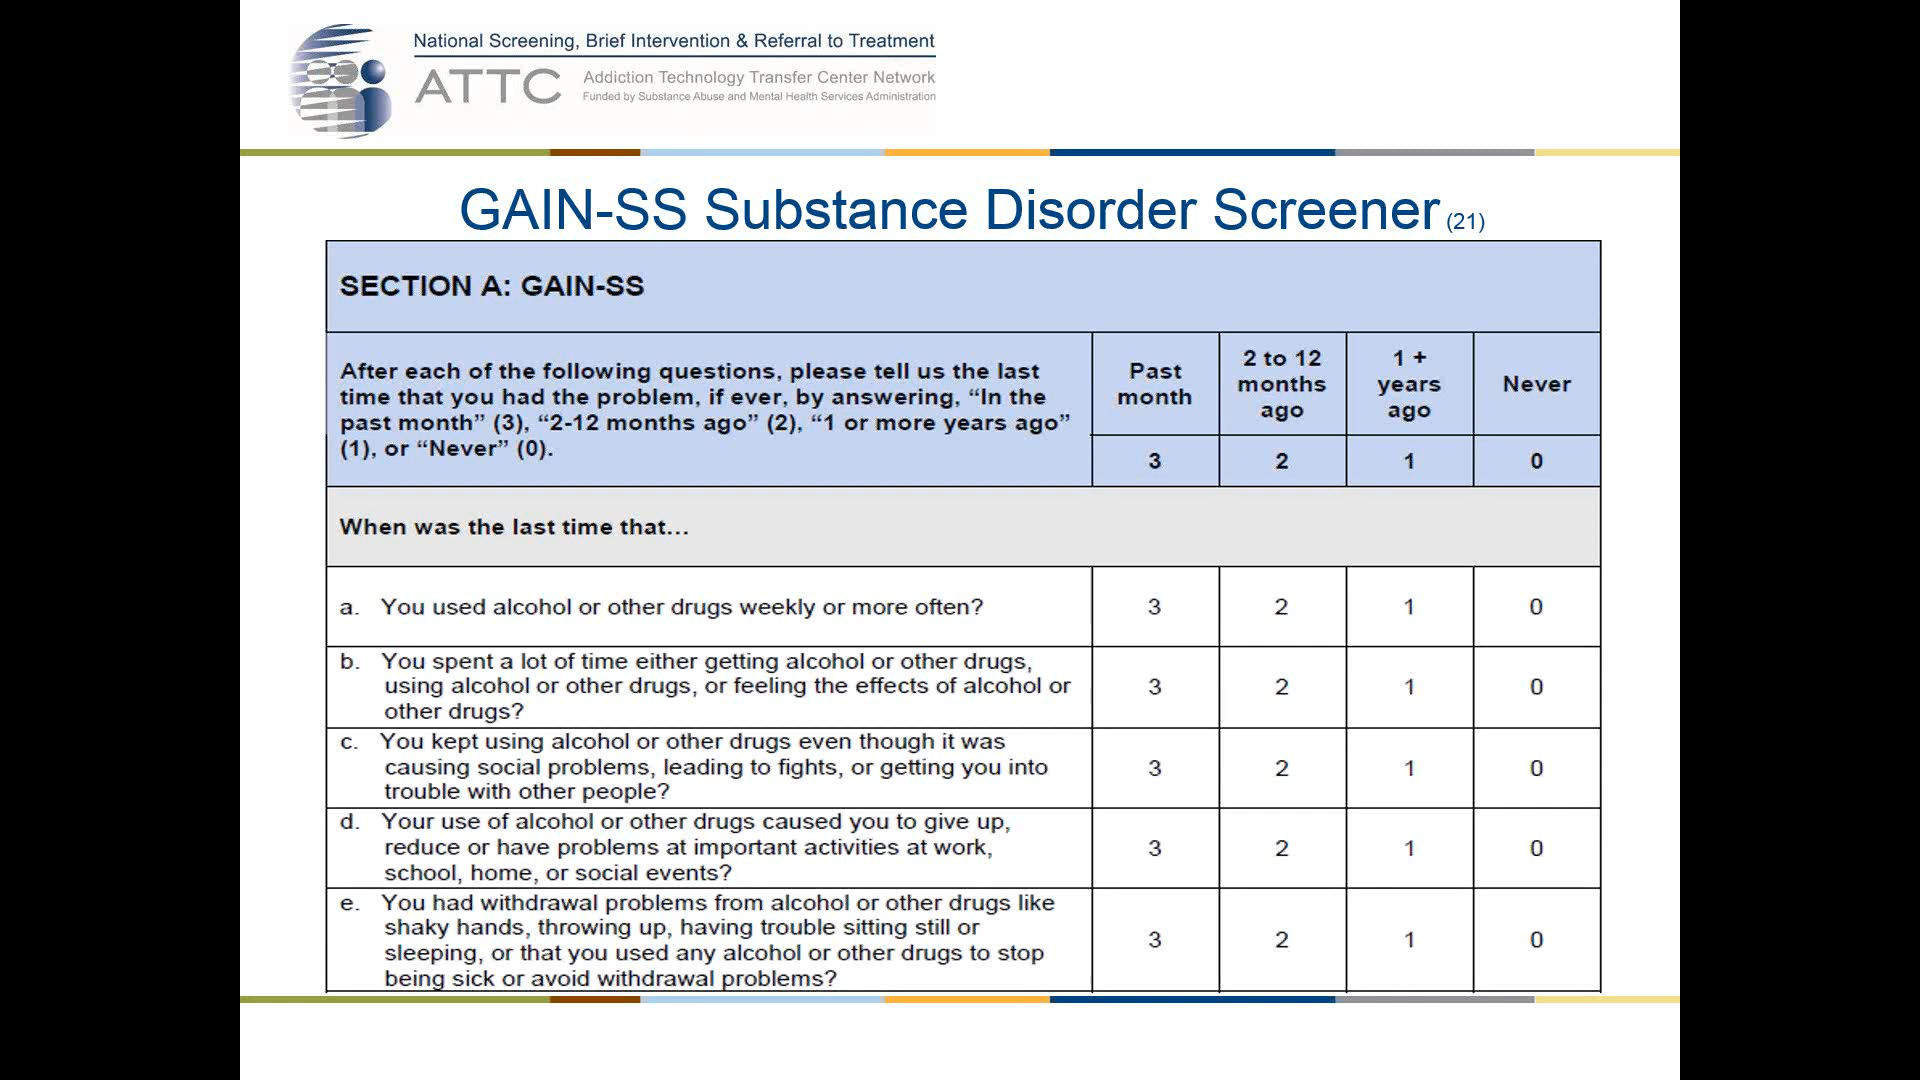 National Screening, Brief Intervention & Referral to Treatment
ATTC
Addiction Technology Transfer Center Network
Funded by Substance Abuse and Mental Health Services Administration
GAIN-SS Substance Disorder Screener (21)
SECTION A: GAIN-SS
After each of the following questions, please tell us the last
time that you had the problem, if ever, by answering, “In the
past month” (3), “2-12 months ago” (2), “1 or more years ago”
(1), or “Never” (0).
Past
month
2 to 12
months
ago
1 +
years
ago
Never
3 2 1 0
When was the last time that…
a. You used alcohol or other drugs weekly or more often? 3 2 1 0
b. You spent a lot of time either getting alcohol or other drugs,
using alcohol or other drugs, or feeling the effects of alcohol or
other drugs?
3 2 1 0
c. You kept using alcohol or other drugs even though it was
causing social problems, leading to fights, or getting you into
trouble with other people?
3 2 1 0
d. Your use of alcohol or other drugs caused you to give up,
reduce or have problems at important activities at work,
school, home, or social events?
3 2 1 0
e. You had withdrawal problems from alcohol or other drugs like
shaky hands, throwing up, having trouble sitting still or
sleeping, or that you used any alcohol or other drugs to stop
being sick or avoid withdrawal problems?
3 2 1 0